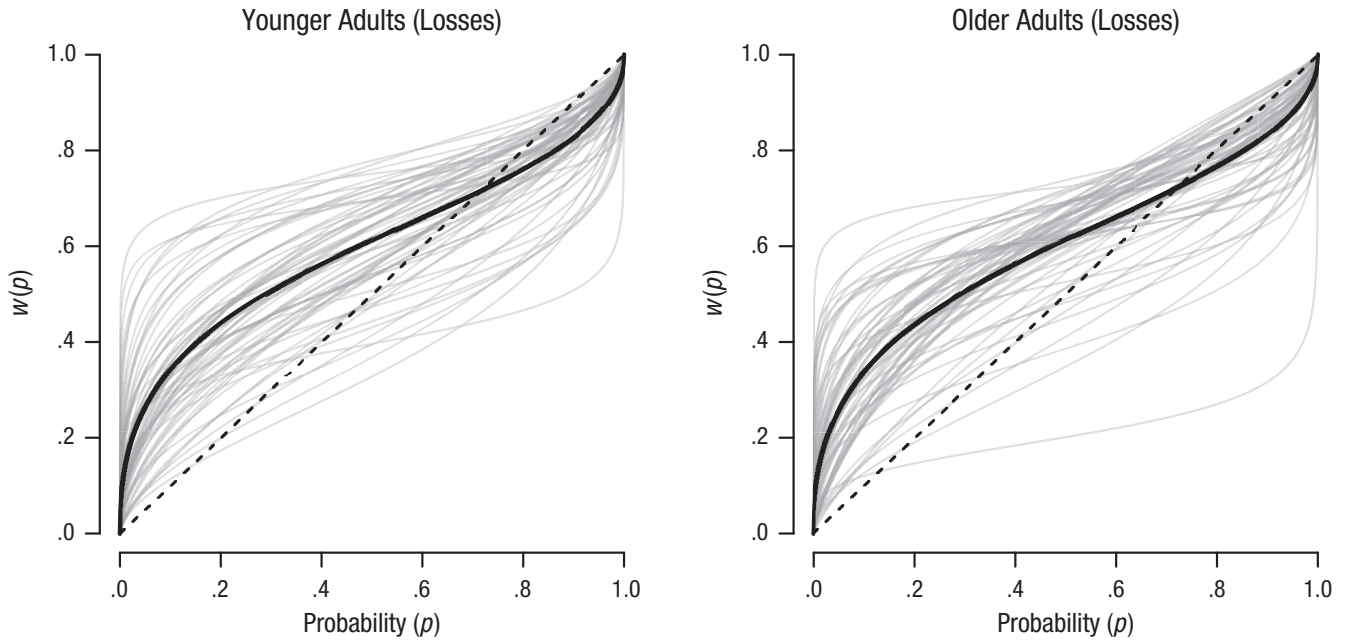 Younger Adults (Losses)
1.0
.8
.6
.4
.2
.0
w(p)
.0 .2 .4 .6 .8 1.0
Probability (p)
Older Adults (Losses)
1.0
.8
.6
.4
.2
.0
w(p)
.0 .2 .4 .6 .8 1.0
Probability (p)